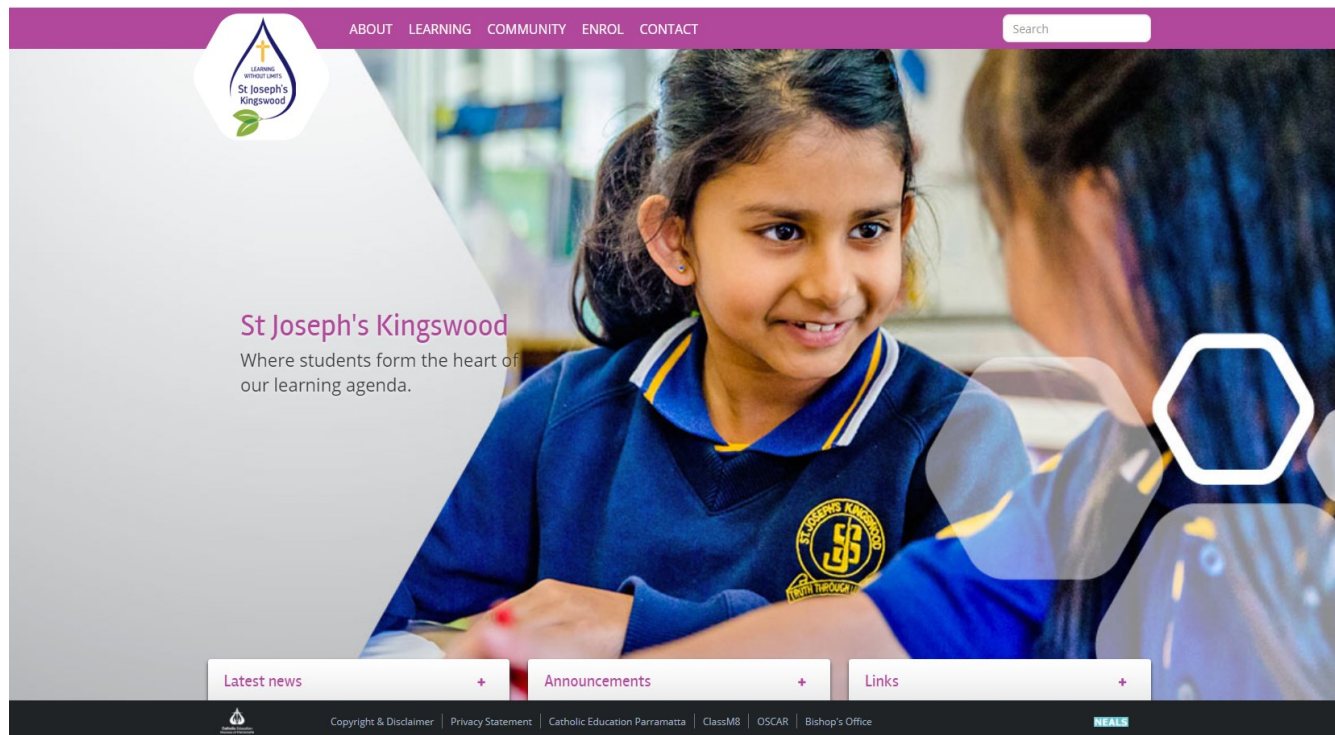 ABOUT LEARNING COMMUNITY ENROL CONTACT
Search
LEARNING
WITHOUT LIMITS
St Joseph's
Kingswood
St Joseph's Kingswood
Where students form the heart of
our learning agenda.
ST. JOSEPH'S KINGSWOOD
TRUTH THROUGH
Latest news +
Announcements +
Links +
Copyright & Disclaimer | Privacy Statement | Catholic Education Parramatta | ClassM8 | OSCAR | Bishop's Office
NEALS